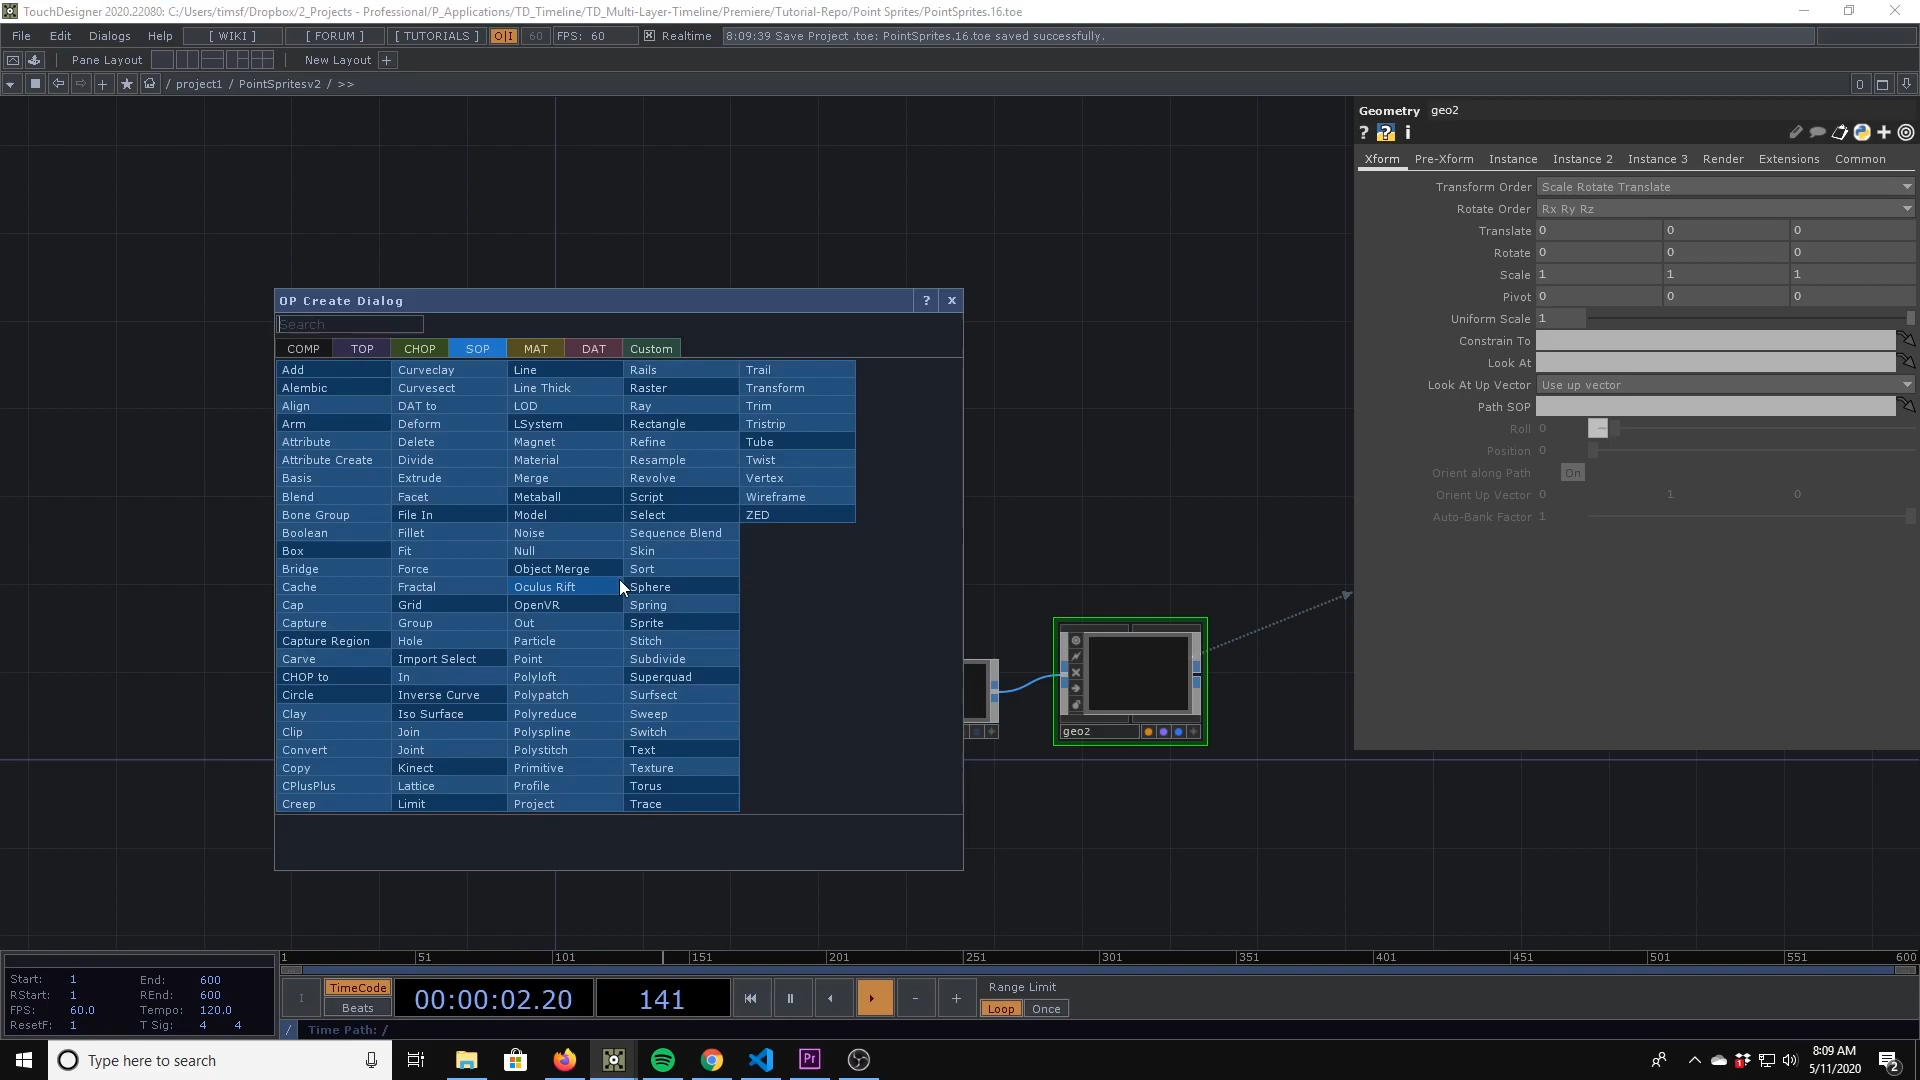 TouchDesigner 2020.22080: C:/Users/timsf/Dropbox/2_Projects - Professional/P_Applications/TD_Timeline/TD_Multi-Layer-Timeline/Premiere/Tutorial-Repo/Point Sprites/PointSprites.16.toe
File Edit Dialogs Help [ WIKI ] [ FORUM ] [ TUTORIALS ] O|I 60 FPS: 60 Realtime 8:09:39 Save Project .toe: PointSprites.16.toe saved successfully.
Pane Layout New Layout +
/ project1 / PointSpritesv2 / >> 0
Geometry geo2
? ? i
Xform Pre-Xform Instance Instance 2 Instance 3 Render Extensions Common
Transform Order Scale Rotate Translate
Rotate Order Rx Ry Rz
Translate 0 0 0
Rotate 0 0 0
Scale 1 1 1
Pivot 0 0 0
Uniform Scale 1
Constrain To
Look At
Look At Up Vector Use up vector
Path SOP
Roll 0
Position 0
Orient along Path On
Orient Up Vector 0 1 0
Auto-Bank Factor 1
OP Create Dialog ? x
Search
COMP TOP CHOP SOP MAT DAT Custom
Add Curveclay Line Rails Trail
Alembic Curvesect Line Thick Raster Transform
Align DAT to LOD Ray Trim
Arm Deform LSystem Rectangle Tristrip
Attribute Delete Magnet Refine Tube
Attribute Create Divide Material Resample Twist
Basis Extrude Merge Revolve Vertex
Blend Facet Metaball Script Wireframe
Bone Group File In Model Select ZED
Boolean Fillet Noise Sequence Blend
Box Fit Null Skin
Bridge Force Object Merge Sort
Cache Fractal Oculus Rift Sphere
Cap Grid OpenVR Spring
Capture Group Out Sprite
Capture Region Hole Particle Stitch
Carve Import Select Point Subdivide
CHOP to In Polyloft Superquad
Circle Inverse Curve Polypatch Surfsect
Clay Iso Surface Polyreduce Sweep
Clip Join Polyspline Switch
Convert Joint Polystitch Text
Copy Kinect Primitive Texture
CPlusPlus Lattice Profile Torus
Creep Limit Project Trace
geo2
1 51 101 151 201 251 301 351 401 451 501 551 600
Start: 1 End: 600
RStart: 1 REnd: 600
FPS: 60.0 Tempo: 120.0
ResetF: 1 T Sig: 4 4
TimeCode
Beats
00:00:02.20 141
Range Limit
Loop Once
/ Time Path: /
Type here to search
Pr
8:09 AM
5/11/2020
2